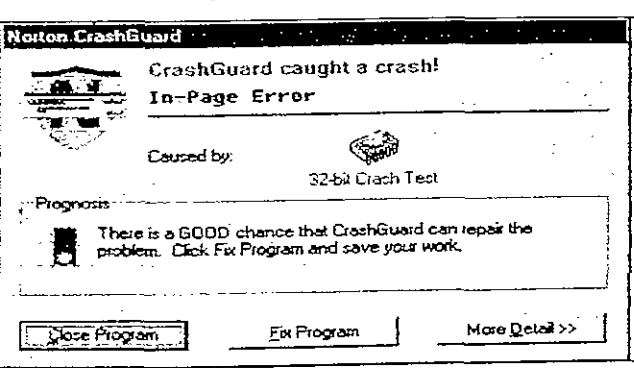 Norton CrashGuard
CrashGuard caught a crash!
In-Page Error
Caused by:
32-bit Crash Test
Prognosis
There is a GOOD chance that CrashGuard can repair the
problem. Click Fix Program and save your work.
Close Program
Fix Program
More Detail >>